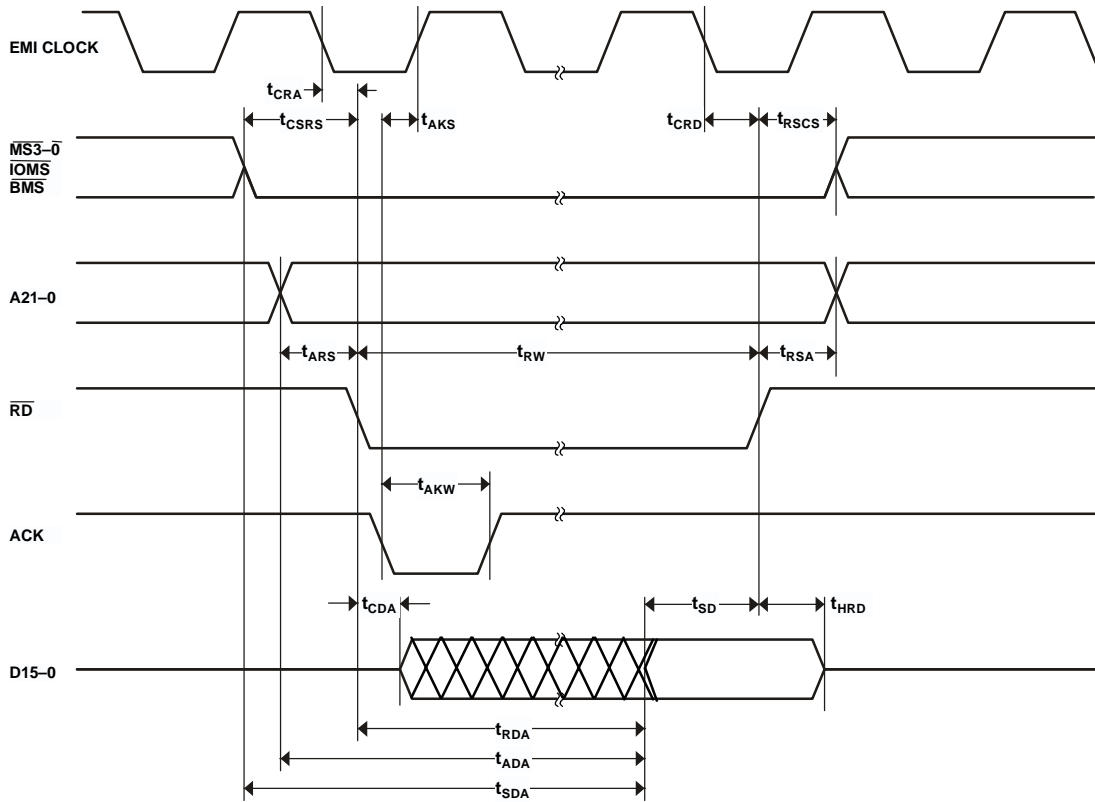 EMI CLOCK
tCRA
tCSRS
tAKS
tCRD
tRSCS
MS3–0
IOMS
BMS
A21–0
tARS
tRW
tRSA
RD
tAKW
ACK
tCDA
tSD
tHRD
D15–0
tRDA
tADA
tSDA